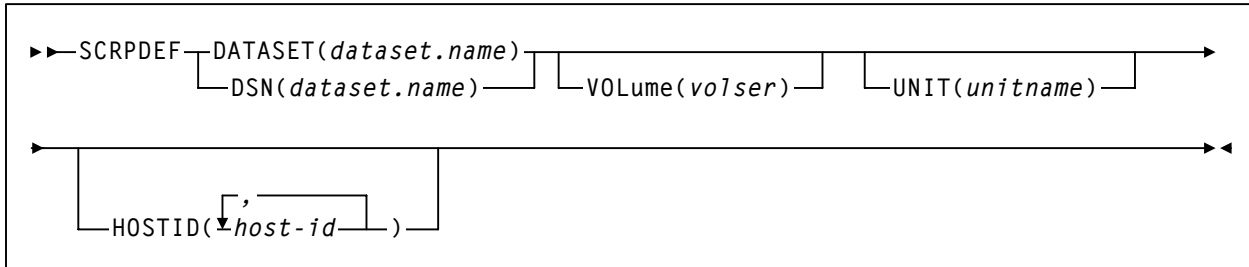 SCRPDEF DATASET(dataset.name)
DSN(dataset.name) VOLume(volser) UNIT(unitname)
,
HOSTID( host-id )